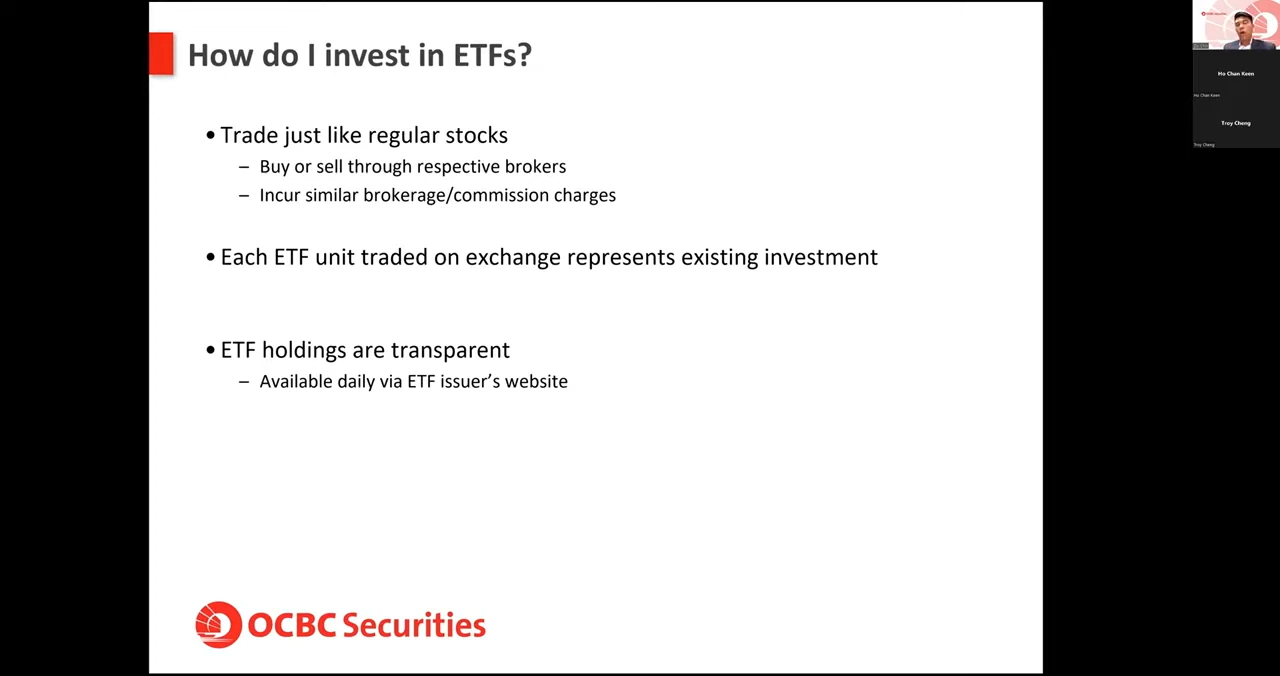 How do I invest in ETFs?
• Trade just like regular stocks
– Buy or sell through respective brokers
– Incur similar brokerage/commission charges
• Each ETF unit traded on exchange represents existing investment
• ETF holdings are transparent
– Available daily via ETF issuer’s website
OCBC Securities
Ho Chan Keen
Ho Chan Keen
Troy Cheng
Troy Cheng